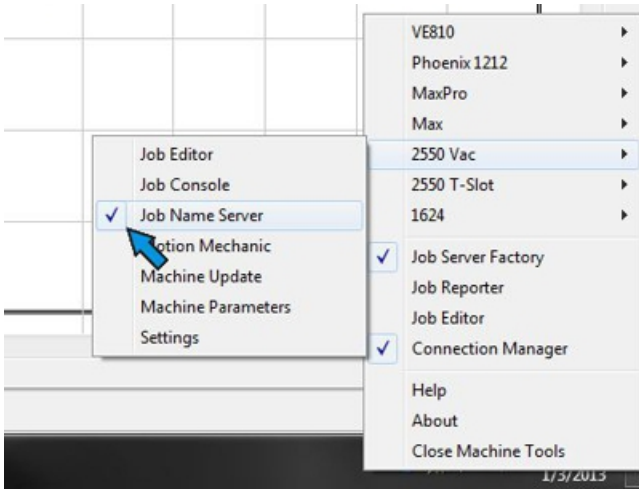 VE810
Phoenix 1212
MaxPro
Max
2550 Vac
2550 T-Slot
1624
Job Server Factory
Job Reporter
Job Editor
Connection Manager
Help
About
Close Machine Tools
Job Editor
Job Console
Job Name Server
Motion Mechanic
Machine Update
Machine Parameters
Settings
1/3/2013